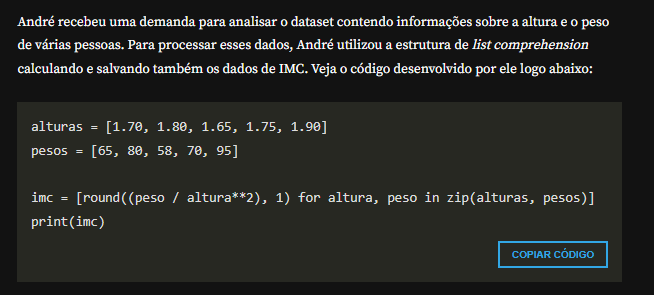 André recebeu uma demanda para analisar o dataset contendo informações sobre a altura e o peso
de várias pessoas. Para processar esses dados, André utilizou a estrutura de list comprehension
calculando e salvando também os dados de IMC. Veja o código desenvolvido por ele logo abaixo:
alturas = [1.70, 1.80, 1.65, 1.75, 1.90]
pesos = [65, 80, 58, 70, 95]
imc = [round((peso / altura**2), 1) for altura, peso in zip(alturas, pesos)]
print(imc)
COPIAR CÓDIGO